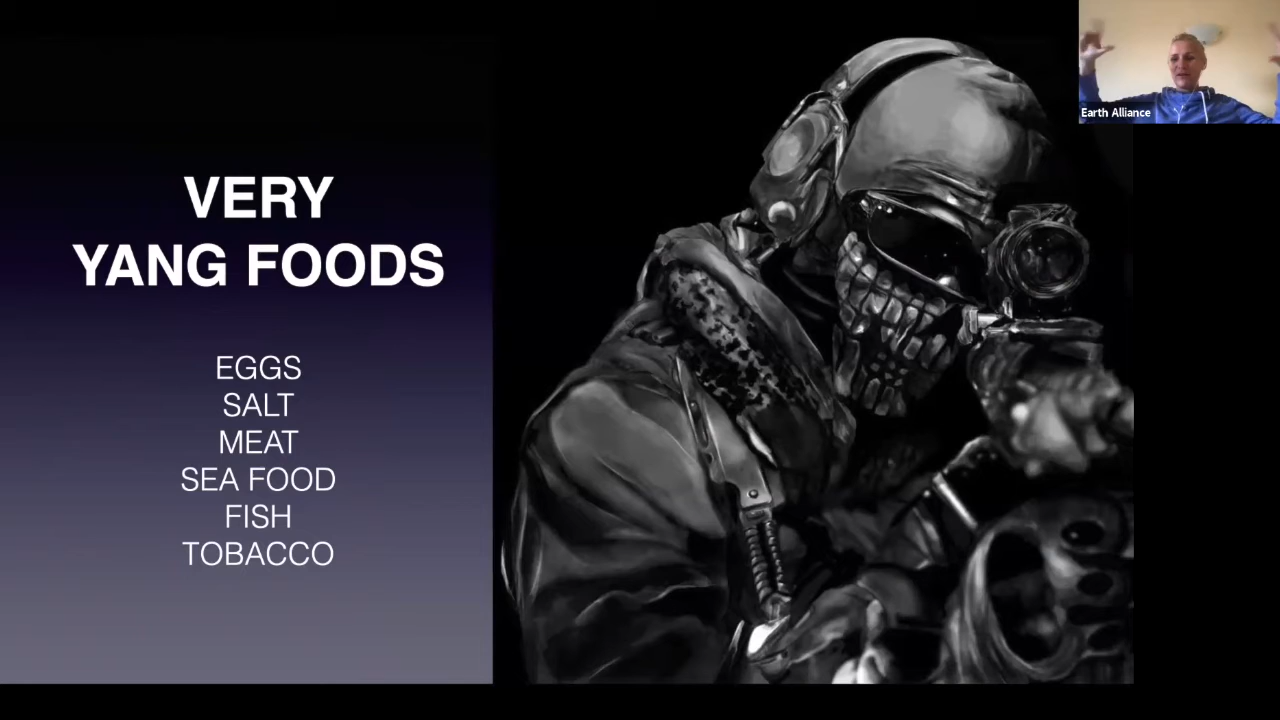 VERY
YANG FOODS
EGGS
SALT
MEAT
SEA FOOD
FISH
TOBACCO
Earth Alliance